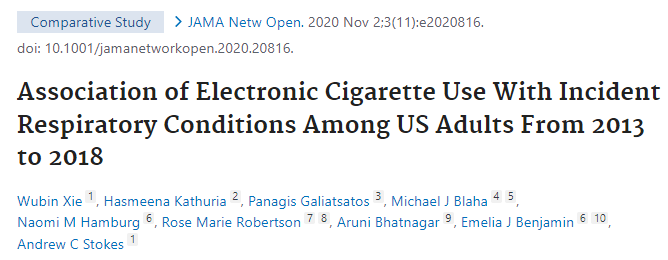 Comparative Study > JAMA Netw Open. 2020 Nov 2;3(11):e2020816.
doi: 10.1001/jamanetworkopen.2020.20816.
Association of Electronic Cigarette Use With Incident
Respiratory Conditions Among US Adults From 2013
to 2018
Wubin Xie 1, Hasmeena Kathuria 2, Panagis Galiatsatos 3, Michael J Blaha 4 5,
Naomi M Hamburg 6, Rose Marie Robertson 7 8, Aruni Bhatnagar 9, Emelia J Benjamin 6 10,
Andrew C Stokes 1